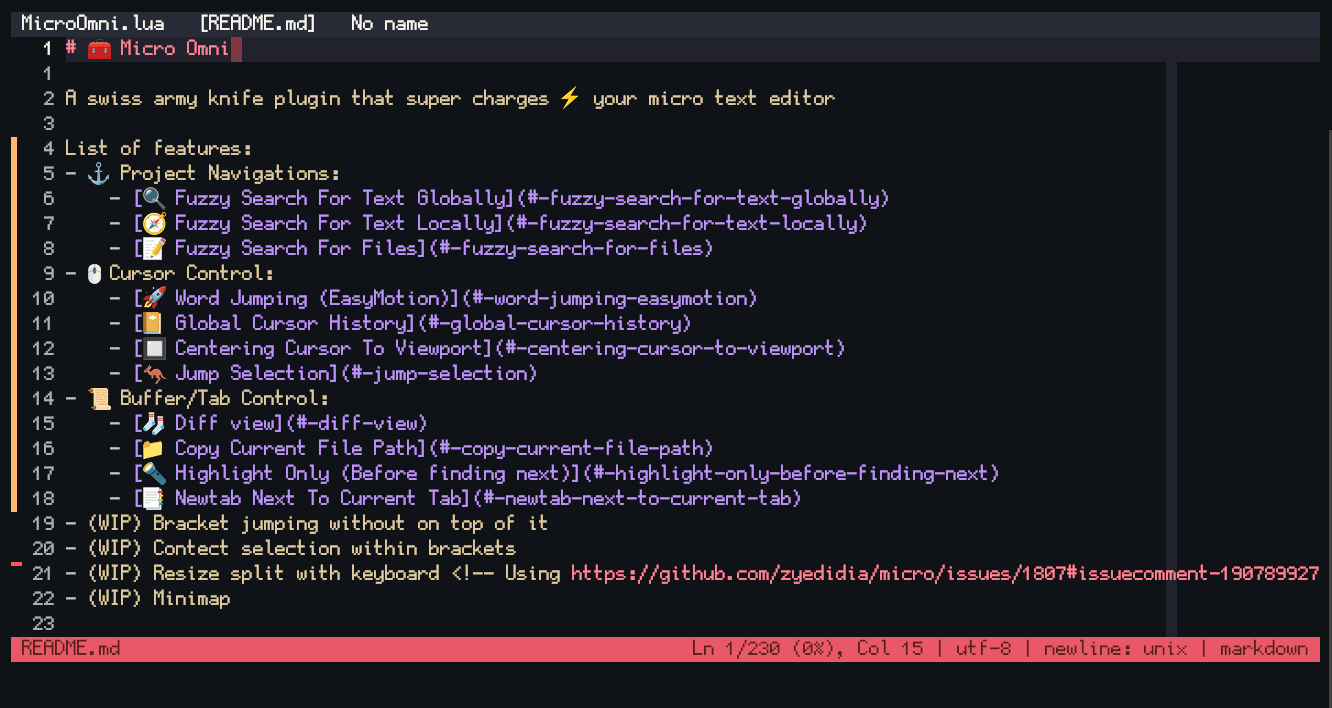 MicroOmni.lua [README.md] No name
1 # 🧰 Micro Omni
1
2 A swiss army knife plugin that super charges ⚡ your micro text editor
3
4 List of features:
5 - ⚓ Project Navigations:
6 - [🔍 Fuzzy Search For Text Globally](#-fuzzy-search-for-text-globally)
7 - [🧭 Fuzzy Search For Text Locally](#-fuzzy-search-for-text-locally)
8 - [📝 Fuzzy Search For Files](#-fuzzy-search-for-files)
9 - 🖱️ Cursor Control:
10 - [🚀 Word Jumping (EasyMotion)](#-word-jumping-easymotion)
11 - [📔 Global Cursor History](#-global-cursor-history)
12 - [🔲 Centering Cursor To Viewport](#-centering-cursor-to-viewport)
13 - [🦘 Jump Selection](#-jump-selection)
14 - 📜 Buffer/Tab Control:
15 - [🧦 Diff view](#-diff-view)
16 - [📁 Copy Current File Path](#-copy-current-file-path)
17 - [🔦 Highlight Only (Before finding next)](#-highlight-only-before-finding-next)
18 - [📑 Newtab Next To Current Tab](#-newtab-next-to-current-tab)
19 - (WIP) Bracket jumping without on top of it
20 - (WIP) Contect selection within brackets
21 - (WIP) Resize split with keyboard <!-- Using https://github.com/zyedidia/micro/issues/1807#issuecomment-190789927
22 - (WIP) Minimap
23
README.md Ln 1/230 (0%), Col 15 | utf-8 | newline: unix | markdown